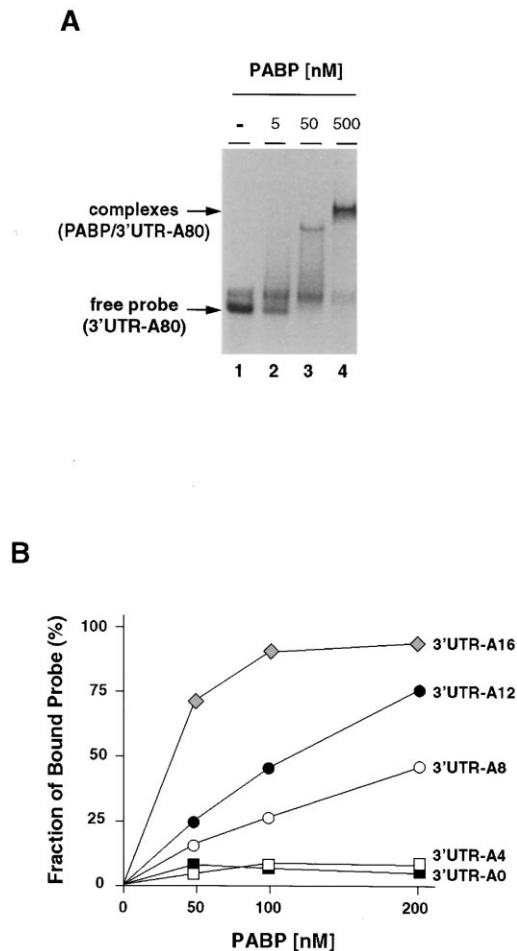 A
PABP [nM]
- 5 50 500
complexes
(PABP/3'UTR-A80)
free probe
(3'UTR-A80)
1 2 3 4
B
Fraction of Bound Probe (%)
100
75
50
25
0
0 50 100 200
PABP [nM]
3'UTR-A16
3'UTR-A12
3'UTR-A8
3'UTR-A4
3'UTR-A0